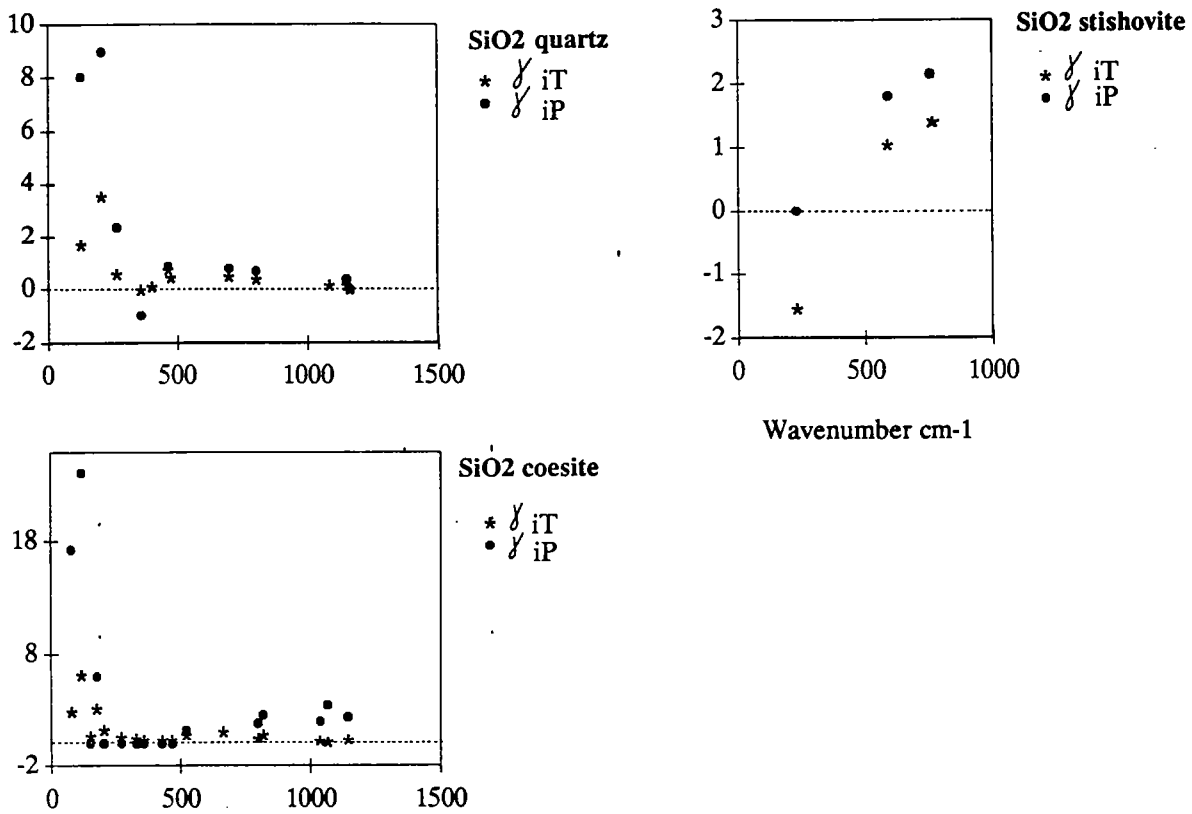 10
8
6
4
2
0
-2
0 500 1000 1500
SiO2 quartz
* γ iT
● γ iP
3
2
1
0
-1
-2
0 500 1000
SiO2 stishovite
* γ iT
● γ iP
Wavenumber cm-1
18
8
-2
0 500 1000 1500
SiO2 coesite
* γ iT
● γ iP